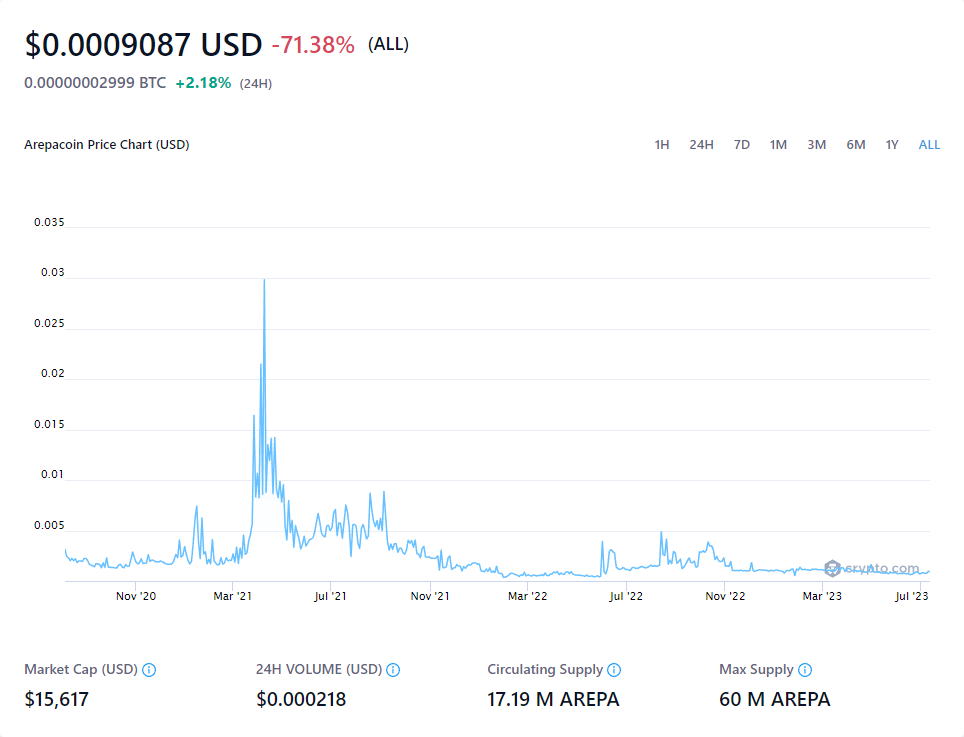 $0.0009087 USD -71.38% (ALL)
0.00000002999 BTC +2.18% (24H)
Arepacoin Price Chart (USD) 1H 24H 7D 1M 3M 6M 1Y ALL
0.035
0.03
0.025
0.02
0.015
0.01
0.005
crypto.com
Nov '20 Mar '21 Jul '21 Nov '21 Mar '22 Jul '22 Nov '22 Mar '23 Jul '23
Market Cap (USD) 24H VOLUME (USD) Circulating Supply Max Supply
$15,617 $0.000218 17.19 M AREPA 60 M AREPA